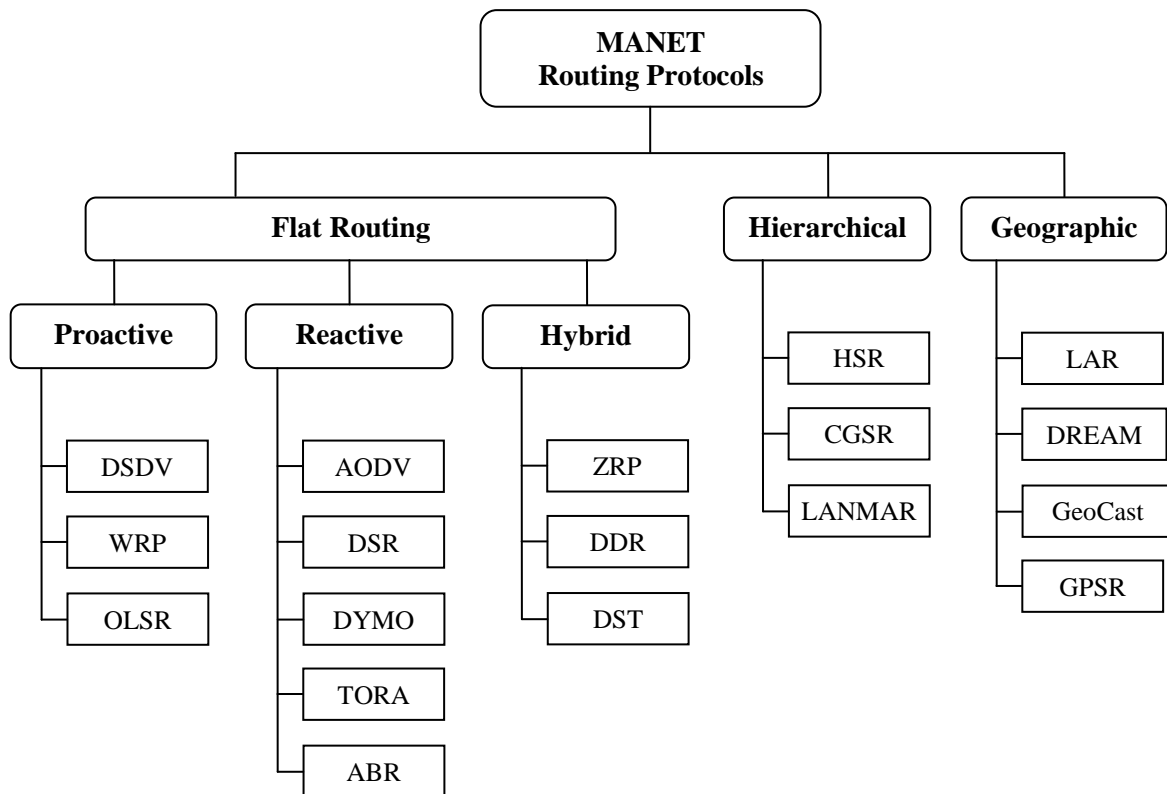 MANET
Routing Protocols
Flat Routing
Hierarchical
Geographic
Proactive
Reactive
Hybrid
DSDV
WRP
OLSR
AODV
DSR
DYMO
TORA
ABR
ZRP
DDR
DST
HSR
CGSR
LANMAR
LAR
DREAM
GeoCast
GPSR